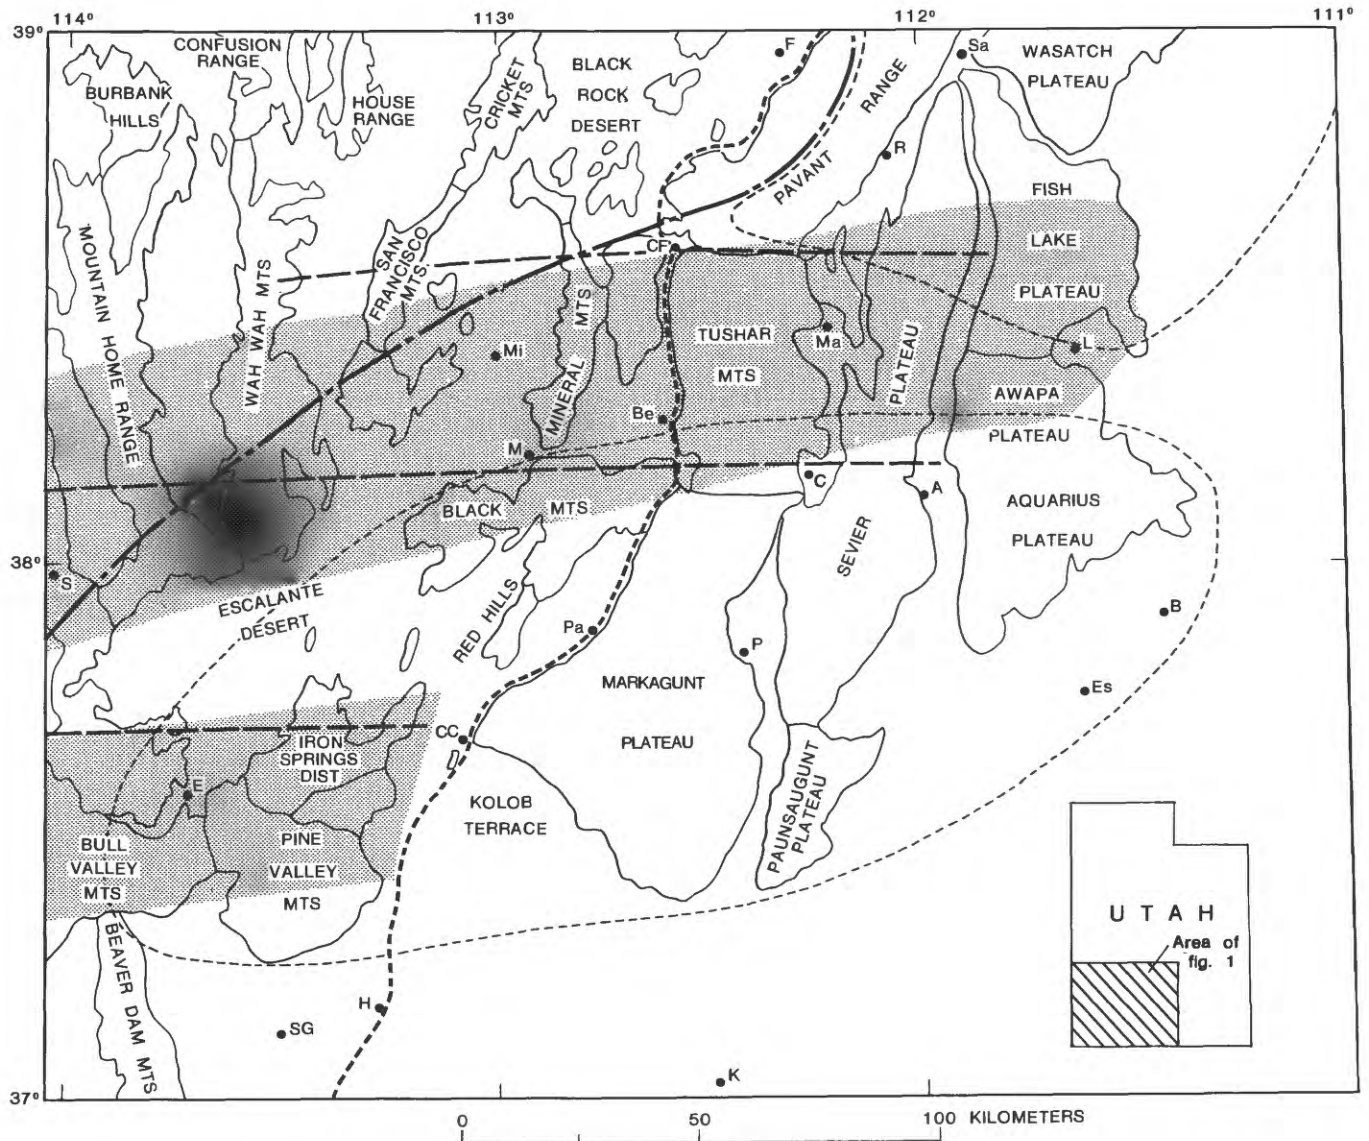 114°
113°
112°
111°
39°
CONFUSION
RANGE
BURBANK
HILLS
HOUSE
RANGE
CRICKET
MTS
BLACK
ROCK
DESERT
F
RANGE
PAVANT
Sa
WASATCH
PLATEAU
R
FISH
LAKE
PLATEAU
MOUNTAIN HOME RANGE
WAH WAH MTS
SAN
FRANCISCO
MTS.
CF
MTS
MINERAL
TUSHAR
MTS
Ma
PLATEAU
L
Mi
Be
AWAPA
PLATEAU
M
BLACK
MTS
C
A
AQUARIUS
PLATEAU
38°
S
ESCALANTE
DESERT
RED HILLS
SEVIER
B
Pa
P
Es
MARKAGUNT
PLATEAU
CC
IRON
SPRINGS
DIST
E
KOLOB
TERRACE
PAUNSAUGUNT
PLATEAU
BULL
VALLEY
MTS
PINE
VALLEY
MTS
UTAH
Area of
fig. 1
BEAVER DAM MTS
H
SG
K
37°
0 50 100 KILOMETERS